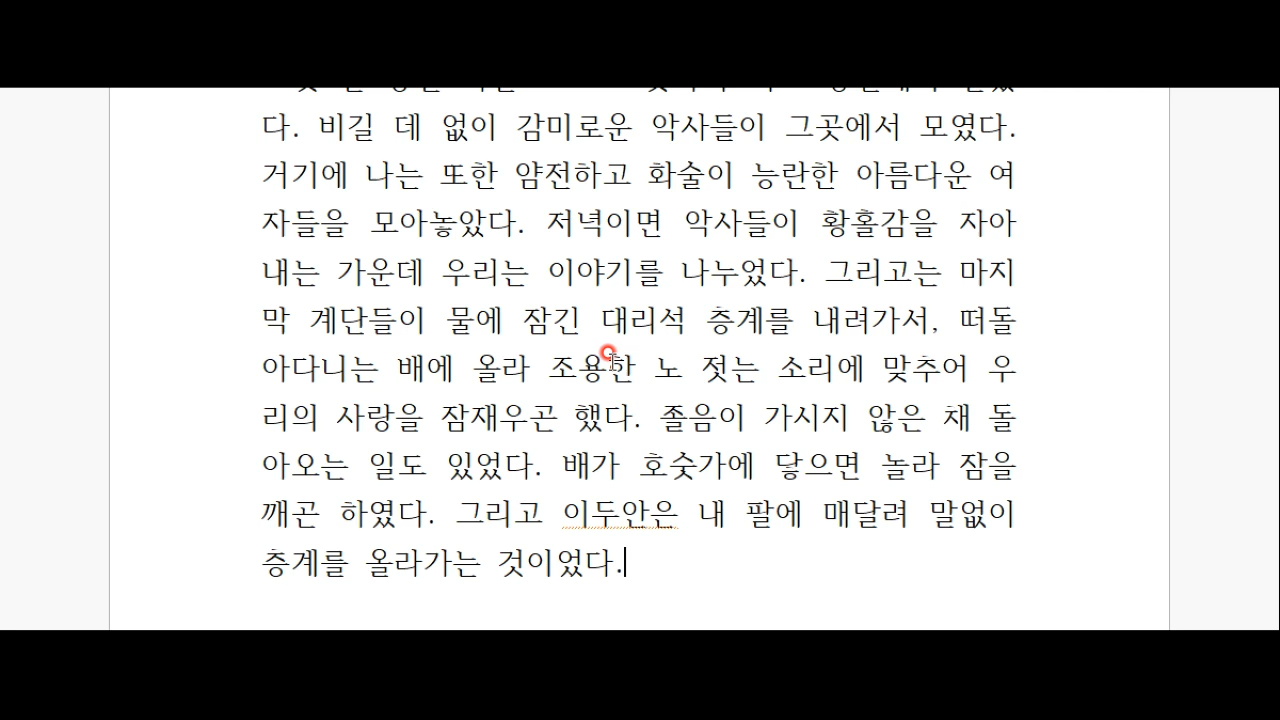 다. 비길 데 없이 감미로운 악사들이 그곳에서 모였다.
거기에 나는 또한 얌전하고 화술이 능란한 아름다운 여
자들을 모아놓았다. 저녁이면 악사들이 황홀감을 자아
내는 가운데 우리는 이야기를 나누었다. 그리고는 마지
막 계단들이 물에 잠긴 대리석 층계를 내려가서, 떠돌
아다니는 배에 올라 조용한 노 젓는 소리에 맞추어 우
리의 사랑을 잠재우곤 했다. 졸음이 가시지 않은 채 돌
아오는 일도 있었다. 배가 호숫가에 닿으면 놀라 잠을
깨곤 하였다. 그리고 이두안은 내 팔에 매달려 말없이
층계를 올라가는 것이었다.